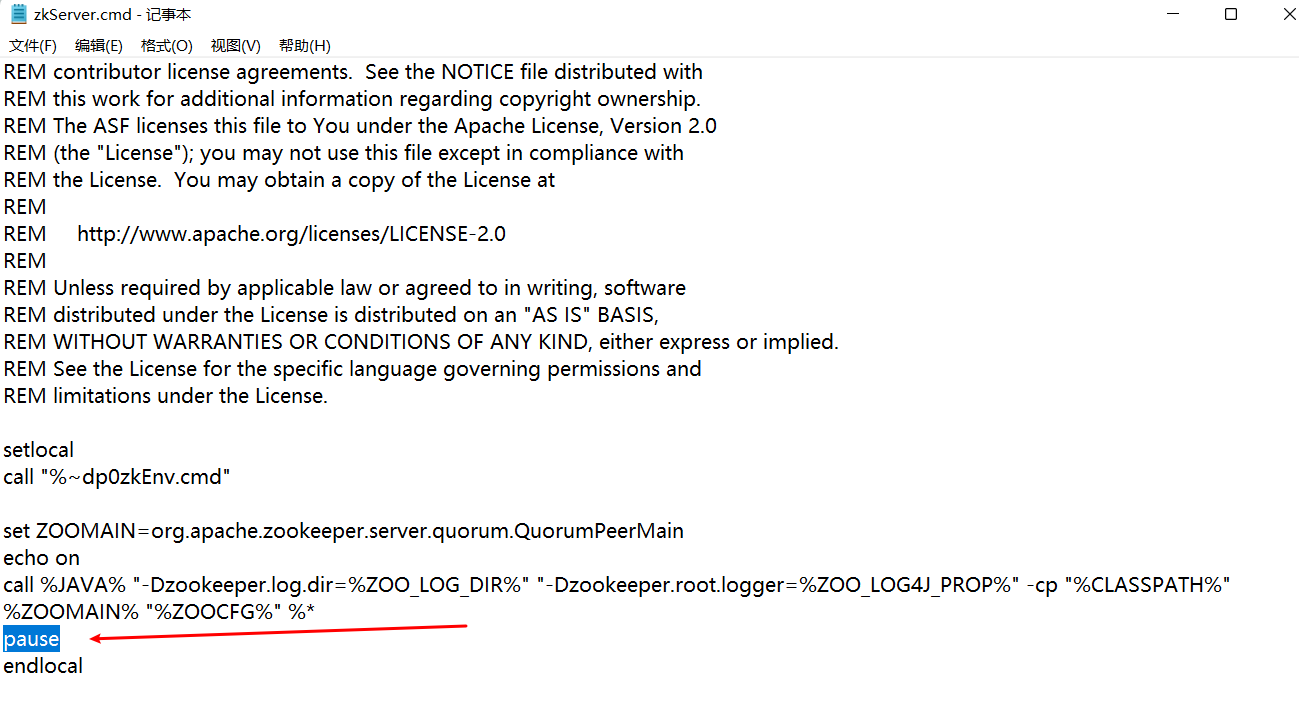 zkServer.cmd - 记事本
文件(F) 编辑(E) 格式(O) 视图(V) 帮助(H)
REM contributor license agreements.  See the NOTICE file distributed with
REM this work for additional information regarding copyright ownership.
REM The ASF licenses this file to You under the Apache License, Version 2.0
REM (the "License"); you may not use this file except in compliance with
REM the License.  You may obtain a copy of the License at
REM
REM     http://www.apache.org/licenses/LICENSE-2.0
REM
REM Unless required by applicable law or agreed to in writing, software
REM distributed under the License is distributed on an "AS IS" BASIS,
REM WITHOUT WARRANTIES OR CONDITIONS OF ANY KIND, either express or implied.
REM See the License for the specific language governing permissions and
REM limitations under the License.
setlocal
call "%~dp0zkEnv.cmd"
set ZOOMAIN=org.apache.zookeeper.server.quorum.QuorumPeerMain
echo on
call %JAVA% "-Dzookeeper.log.dir=%ZOO_LOG_DIR%" "-Dzookeeper.root.logger=%ZOO_LOG4J_PROP%" -cp "%CLASSPATH%"
%ZOOMAIN% "%ZOOCFG%" %*
pause
endlocal